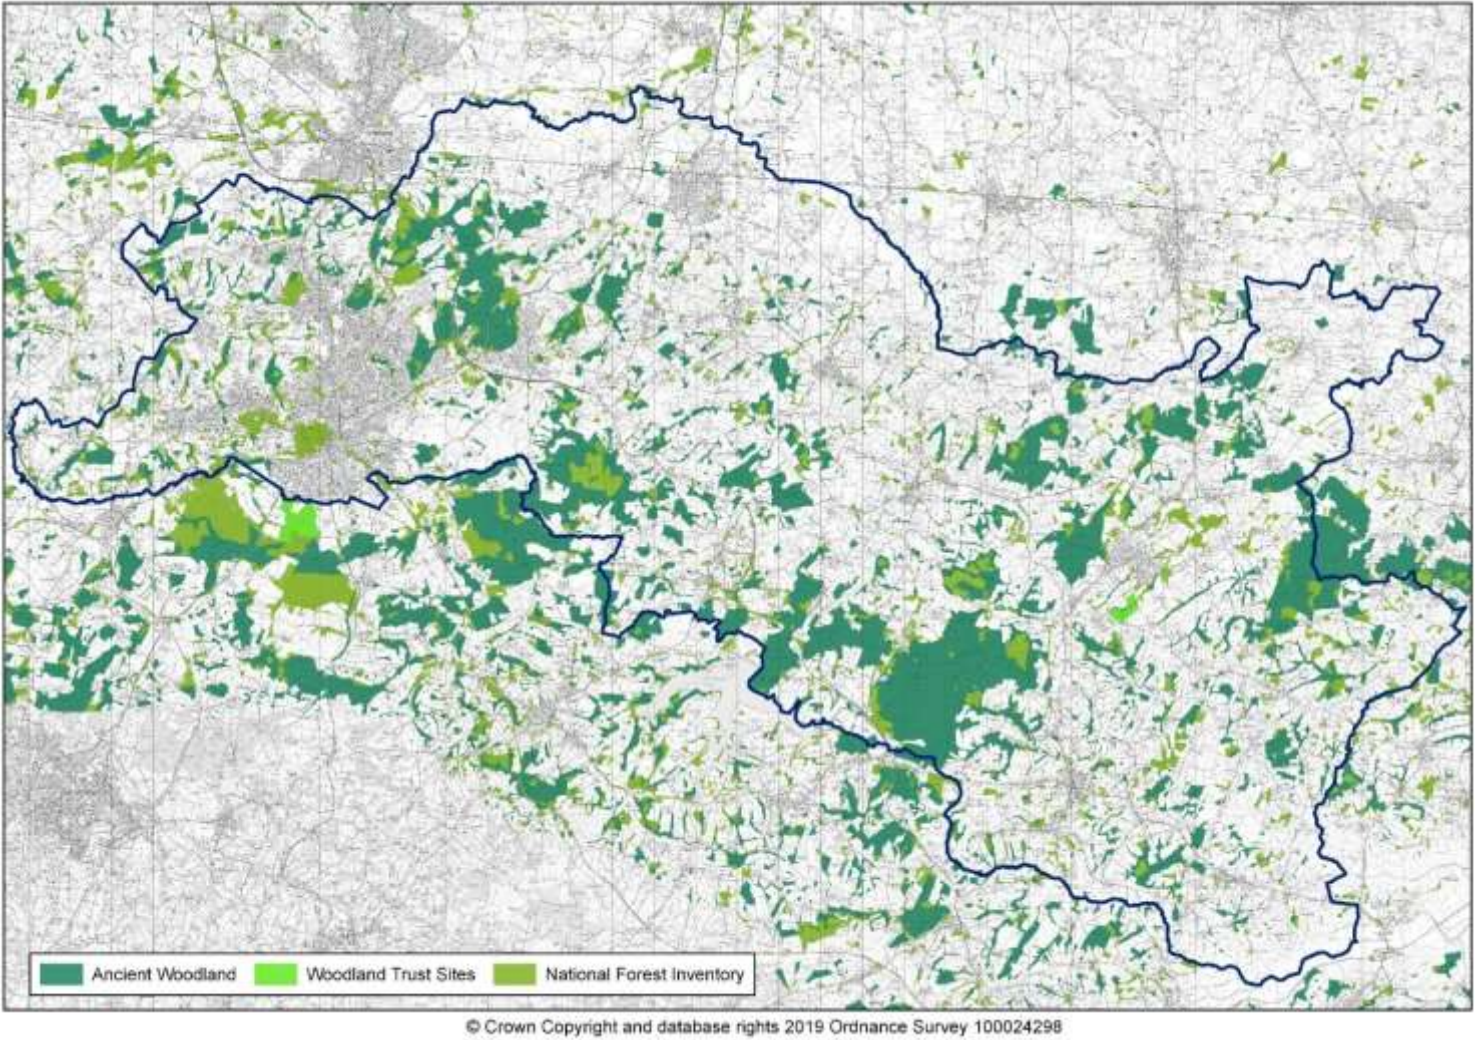 Ancient Woodland
Woodland Trust Sites
National Forest Inventory
© Crown Copyright and database rights 2019 Ordnance Survey 100024298